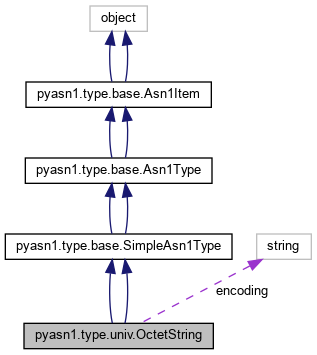 object
pyasn1.type.base.Asn1Item
pyasn1.type.base.Asn1Type
pyasn1.type.base.SimpleAsn1Type
string
encoding
pyasn1.type.univ.OctetString